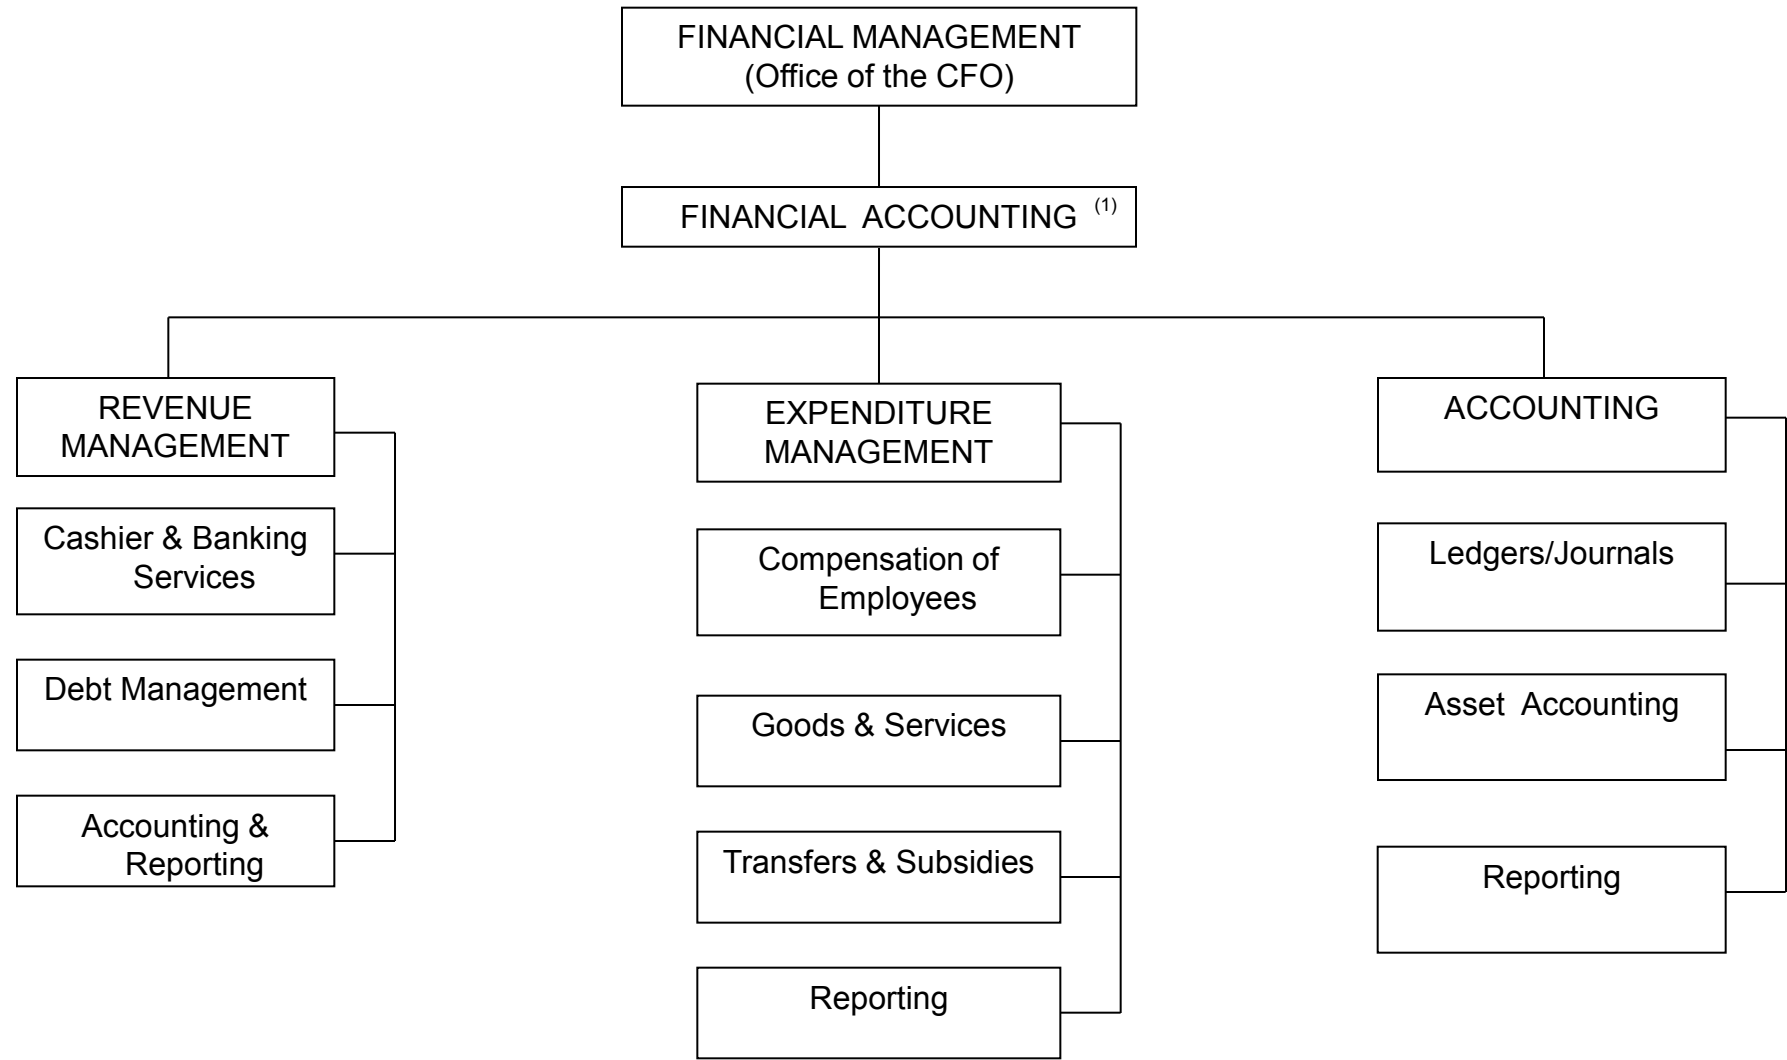 FINANCIAL MANAGEMENT
(Office of the CFO)
FINANCIAL ACCOUNTING (1)
REVENUE
MANAGEMENT
Cashier & Banking
Services
Debt Management
Accounting &
Reporting
EXPENDITURE
MANAGEMENT
Compensation of
Employees
Goods & Services
Transfers & Subsidies
Reporting
ACCOUNTING
Ledgers/Journals
Asset Accounting
Reporting